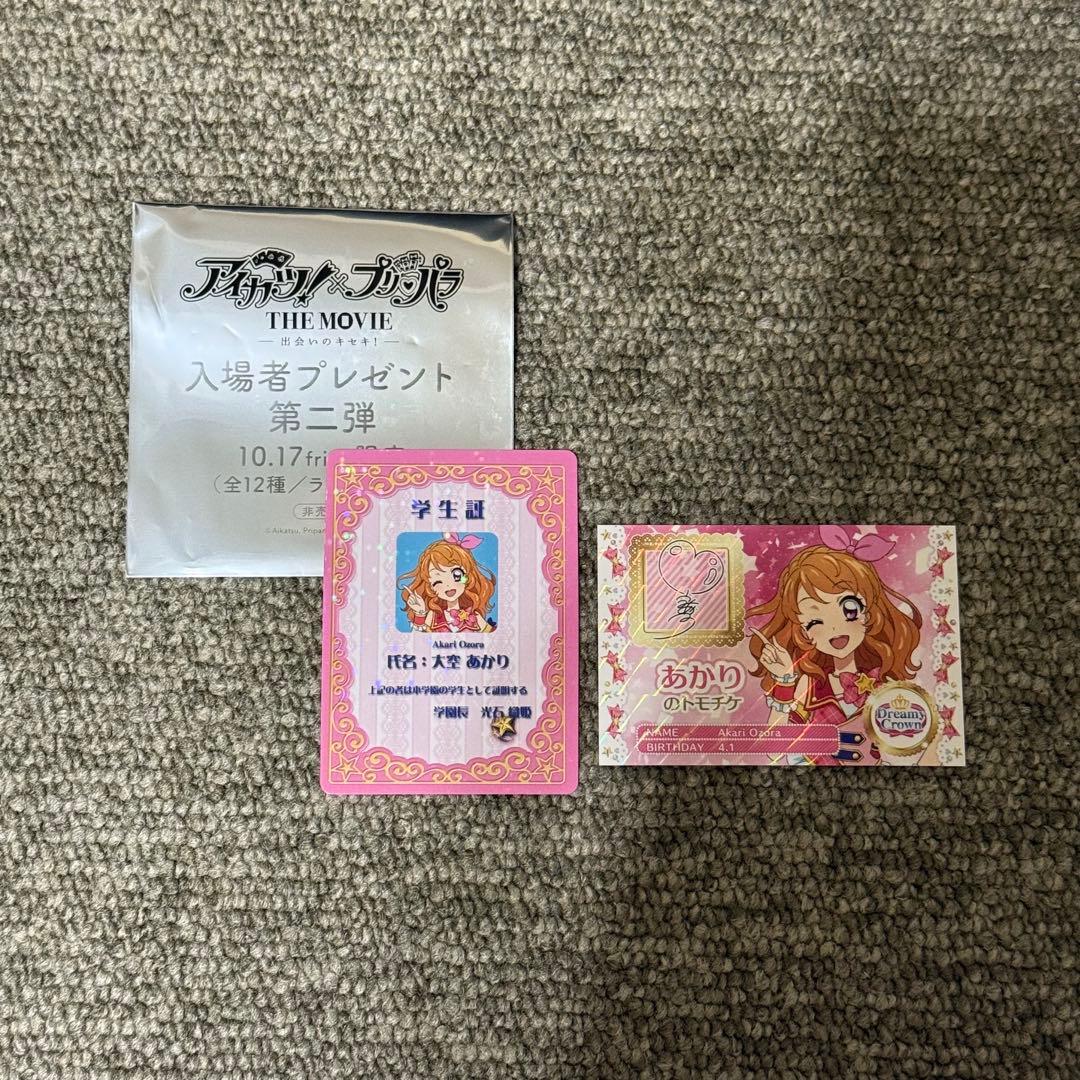 アイカツ!×プリパラ
THE MOVIE
― 出会いのキセキ! ―
入場者プレゼント
第二弾
10.17fri
(全12種/ラ
非売
©Aikatsu, Pripar
学生証
Akari Ozora
氏名:大空 あかり
上記の者は本学園の学生として証明する
学園長 光石 織姫
あかり
のトモチケ
NAME Akari Ozora
BIRTHDAY 4.1
Dreamy
Crown